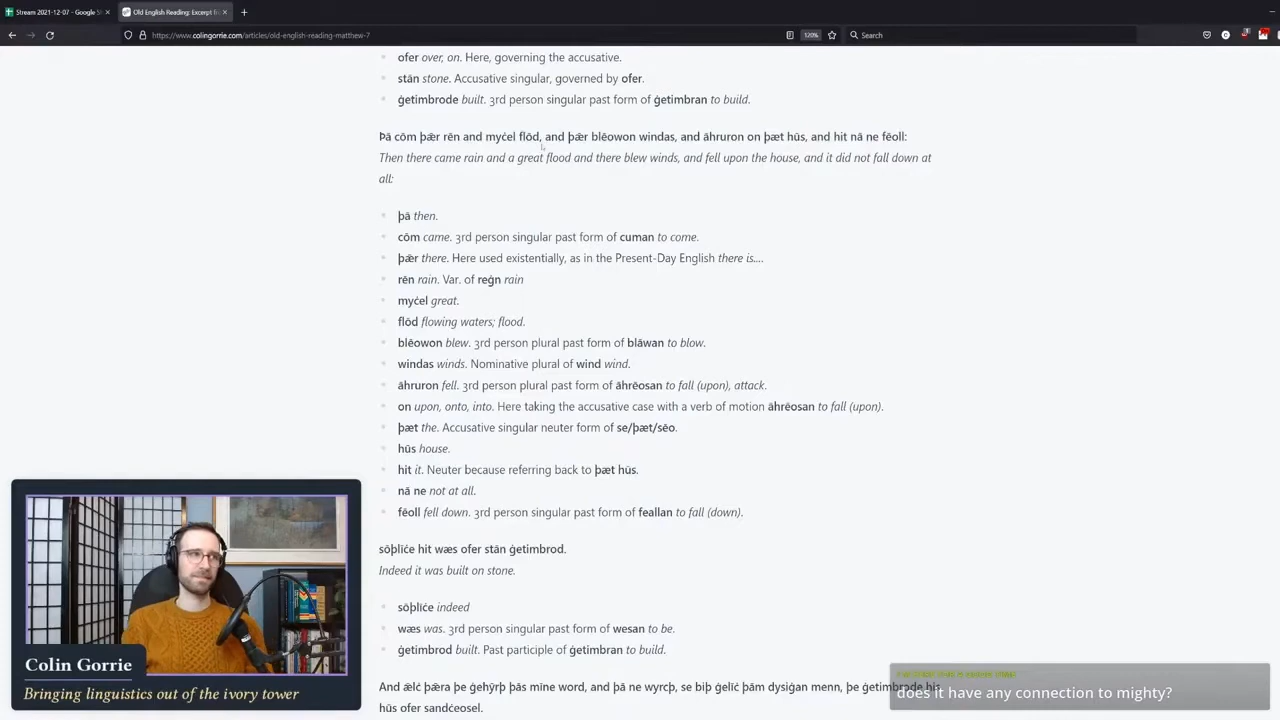 Stream 2021-12-07 - Google Sh
Old English Reading: Excerpt fr
https://www.colingorrie.com/articles/old-english-reading-matthew-7
120%
Search
ofer over, on. Here, governing the accusative.
stān stone. Accusative singular, governed by ofer.
ġetimbrode built. 3rd person singular past form of ġetimbran to build.
Þā cōm þǣr rēn and myċel flōd, and þǣr blēowon windas, and āhruron on þæt hūs, and hit nā ne fēoll:
Then there came rain and a great flood and there blew winds, and fell upon the house, and it did not fall down at
all:
þā then.
cōm came. 3rd person singular past form of cuman to come.
þǣr there. Here used existentially, as in the Present-Day English there is....
rēn rain. Var. of reġn rain
myċel great.
flōd flowing waters; flood.
blēowon blew. 3rd person plural past form of blāwan to blow.
windas winds. Nominative plural of wind wind.
āhruron fell. 3rd person plural past form of āhrēosan to fall (upon), attack.
on upon, onto, into. Here taking the accusative case with a verb of motion āhrēosan to fall (upon).
þæt the. Accusative singular neuter form of se/þæt/sēo.
hūs house.
hit it. Neuter because referring back to þæt hūs.
nā ne not at all.
fēoll fell down. 3rd person singular past form of feallan to fall (down).
sōþlīċe hit wæs ofer stān ġetimbrod.
Indeed it was built on stone.
sōþlīċe indeed
wæs was. 3rd person singular past form of wesan to be.
ġetimbrod built. Past participle of ġetimbran to build.
And ǣlċ þǣra þe ġehȳrþ þās mīne word, and þā ne wyrcþ, se biþ ġelīċ þām dysiġan menn, þe ġetimbrode his
hūs ofer sandċeosel.
Colin Gorrie
Bringing linguistics out of the ivory tower
does it have any connection to mighty?